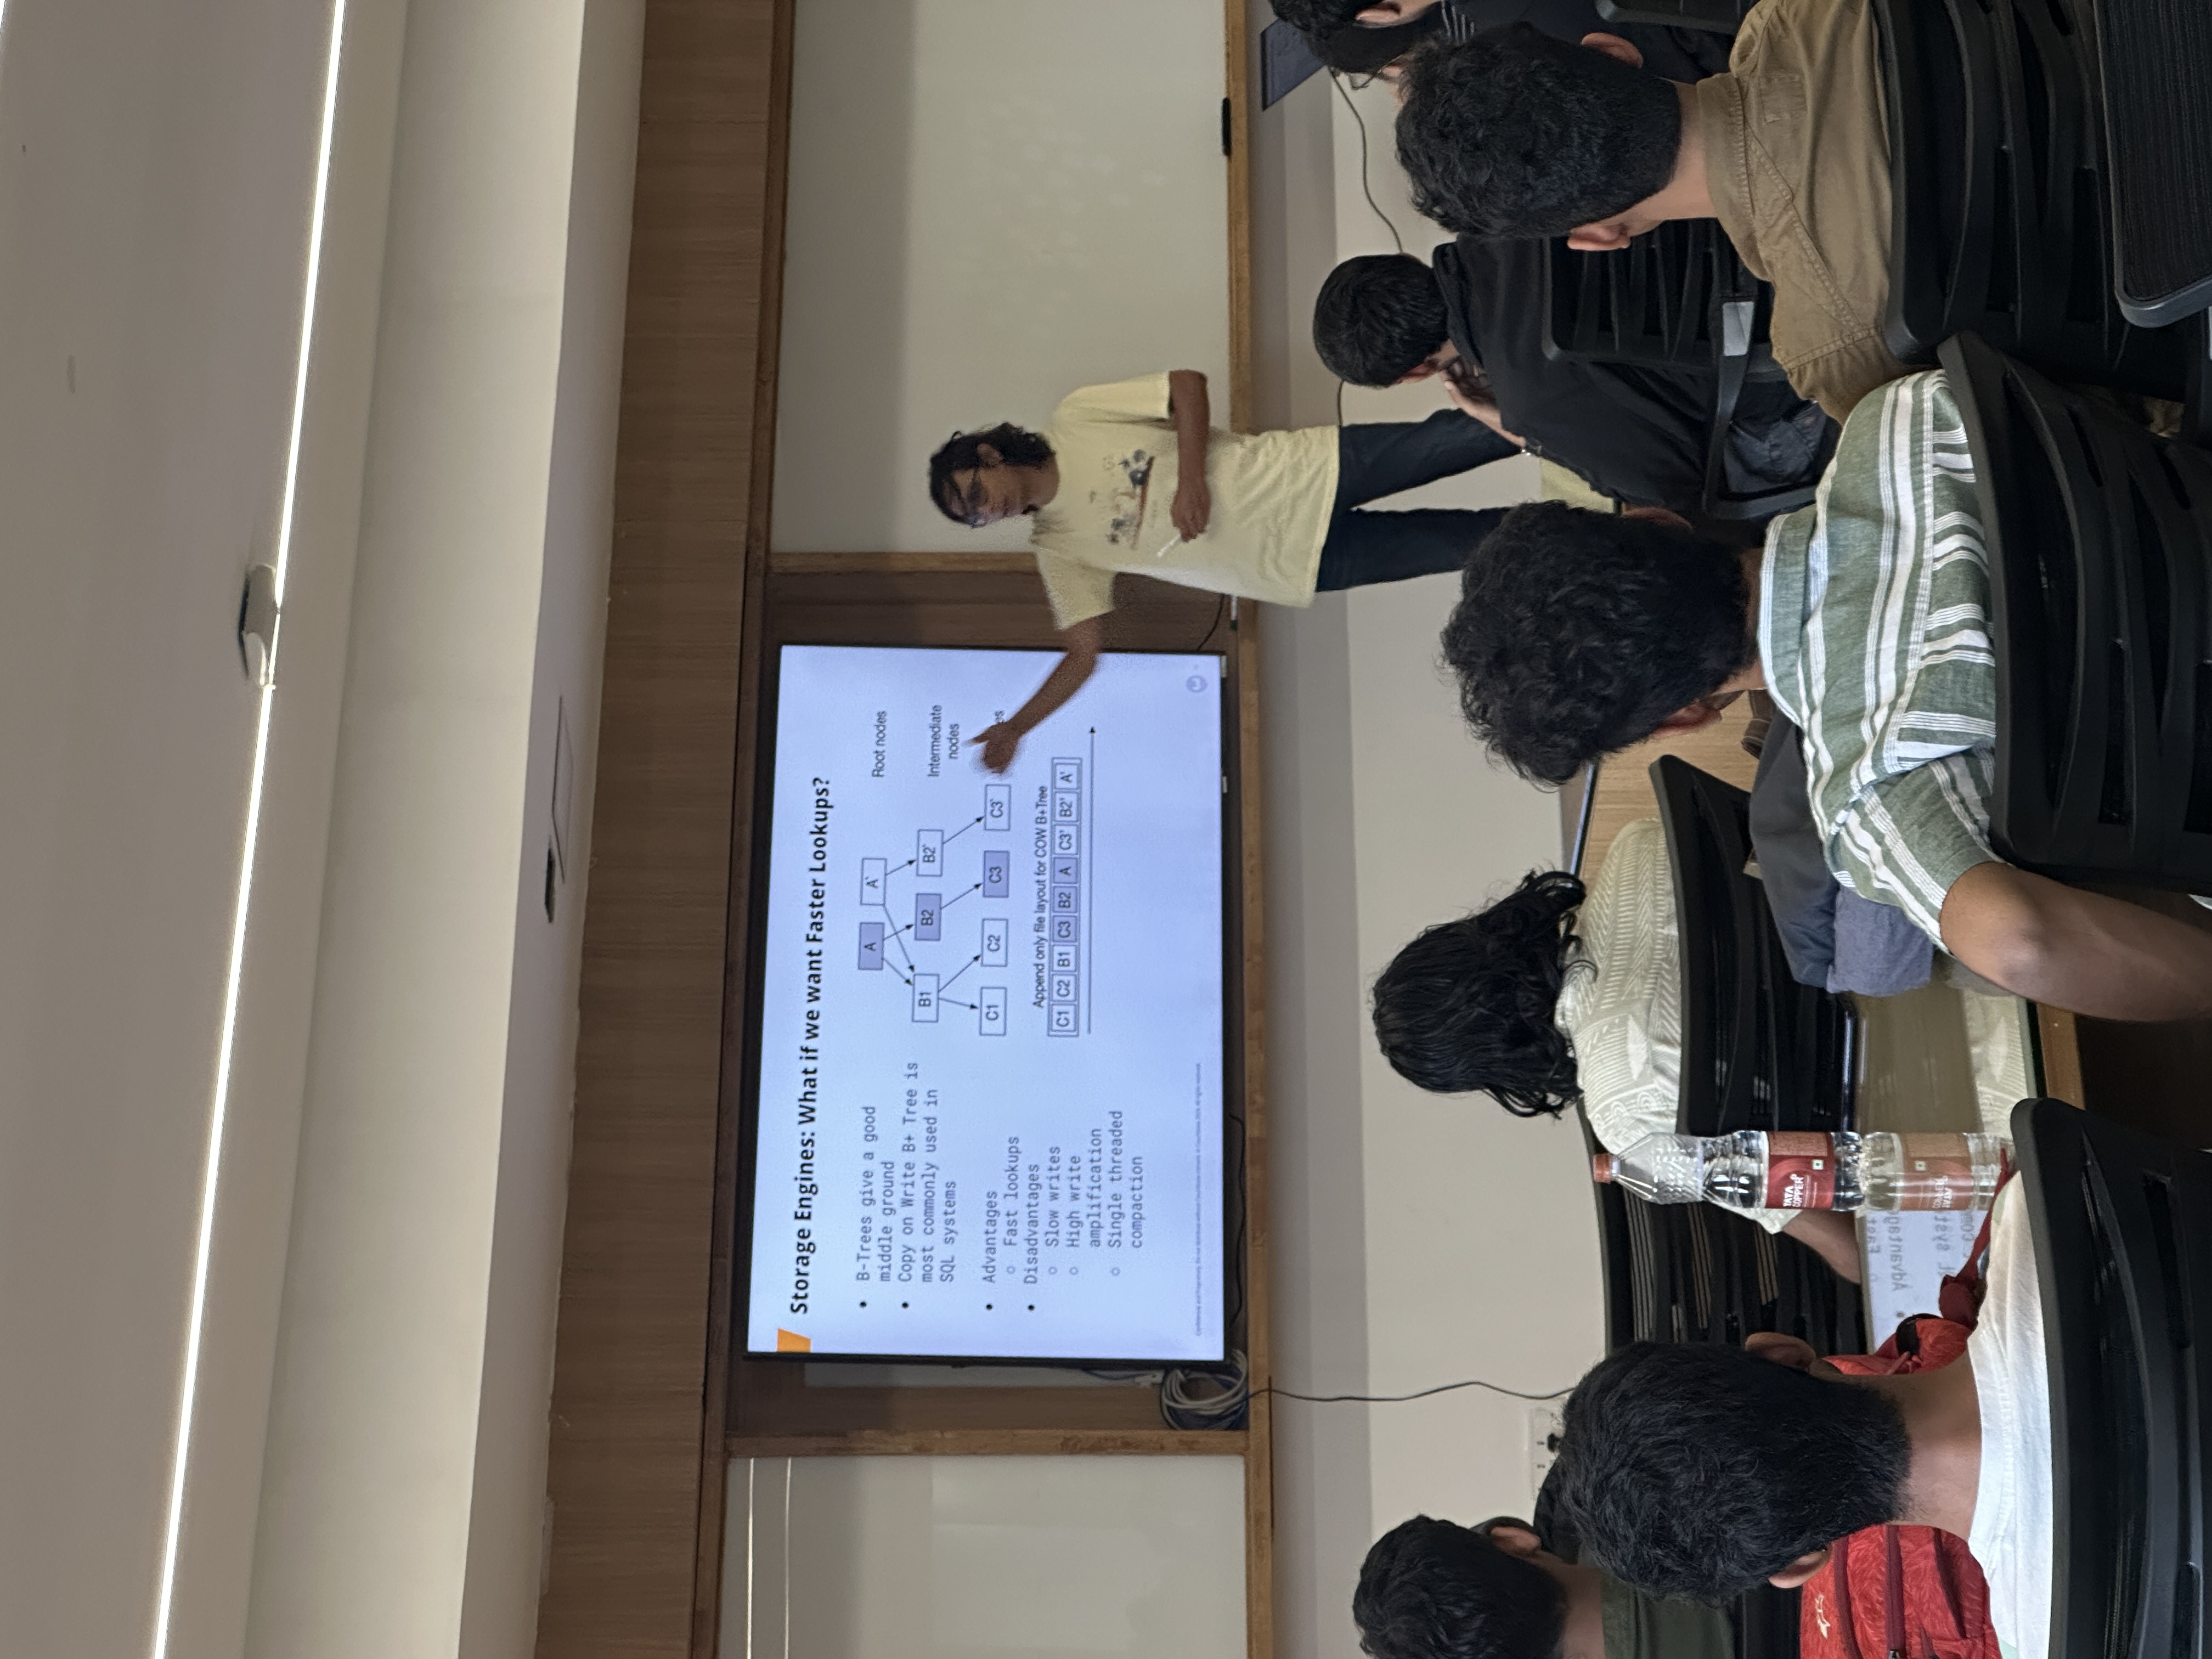 Storage Engines: What if we want Faster Lookups?
• B-Trees give a good
middle ground
• Copy on Write B+ Tree is
most commonly used in
SQL systems
• Advantages
○ Fast lookups
• Disadvantages
○ Slow writes
○ High write
amplification
○ Single threaded
compaction
A A`
Root nodes
B1 B2 B2`
Intermediate
nodes
C1 C2 C3 C3`
Append only file layout for COW B+Tree
C1 C2 B1 C3 B2 A C3' B2' A'
TATA
COPPER